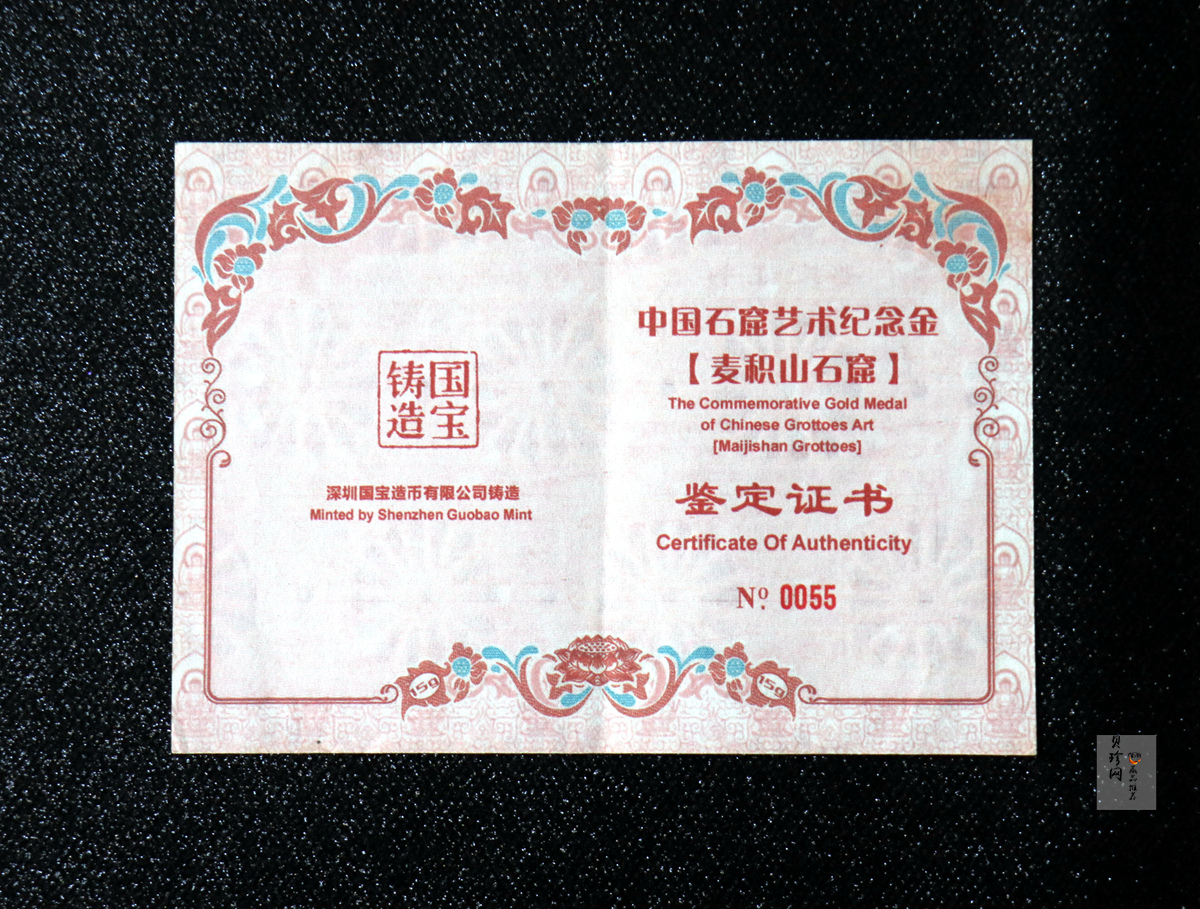 国宝
铸造
深圳国宝造币有限公司铸造
Minted by Shenzhen Guobao Mint
中国石窟艺术纪念金
【麦积山石窟】
The Commemorative Gold Medal
of Chinese Grottoes Art
[Maijishan Grottoes]
鉴定证书
Certificate Of Authenticity
Nº. 0055
15g
15g